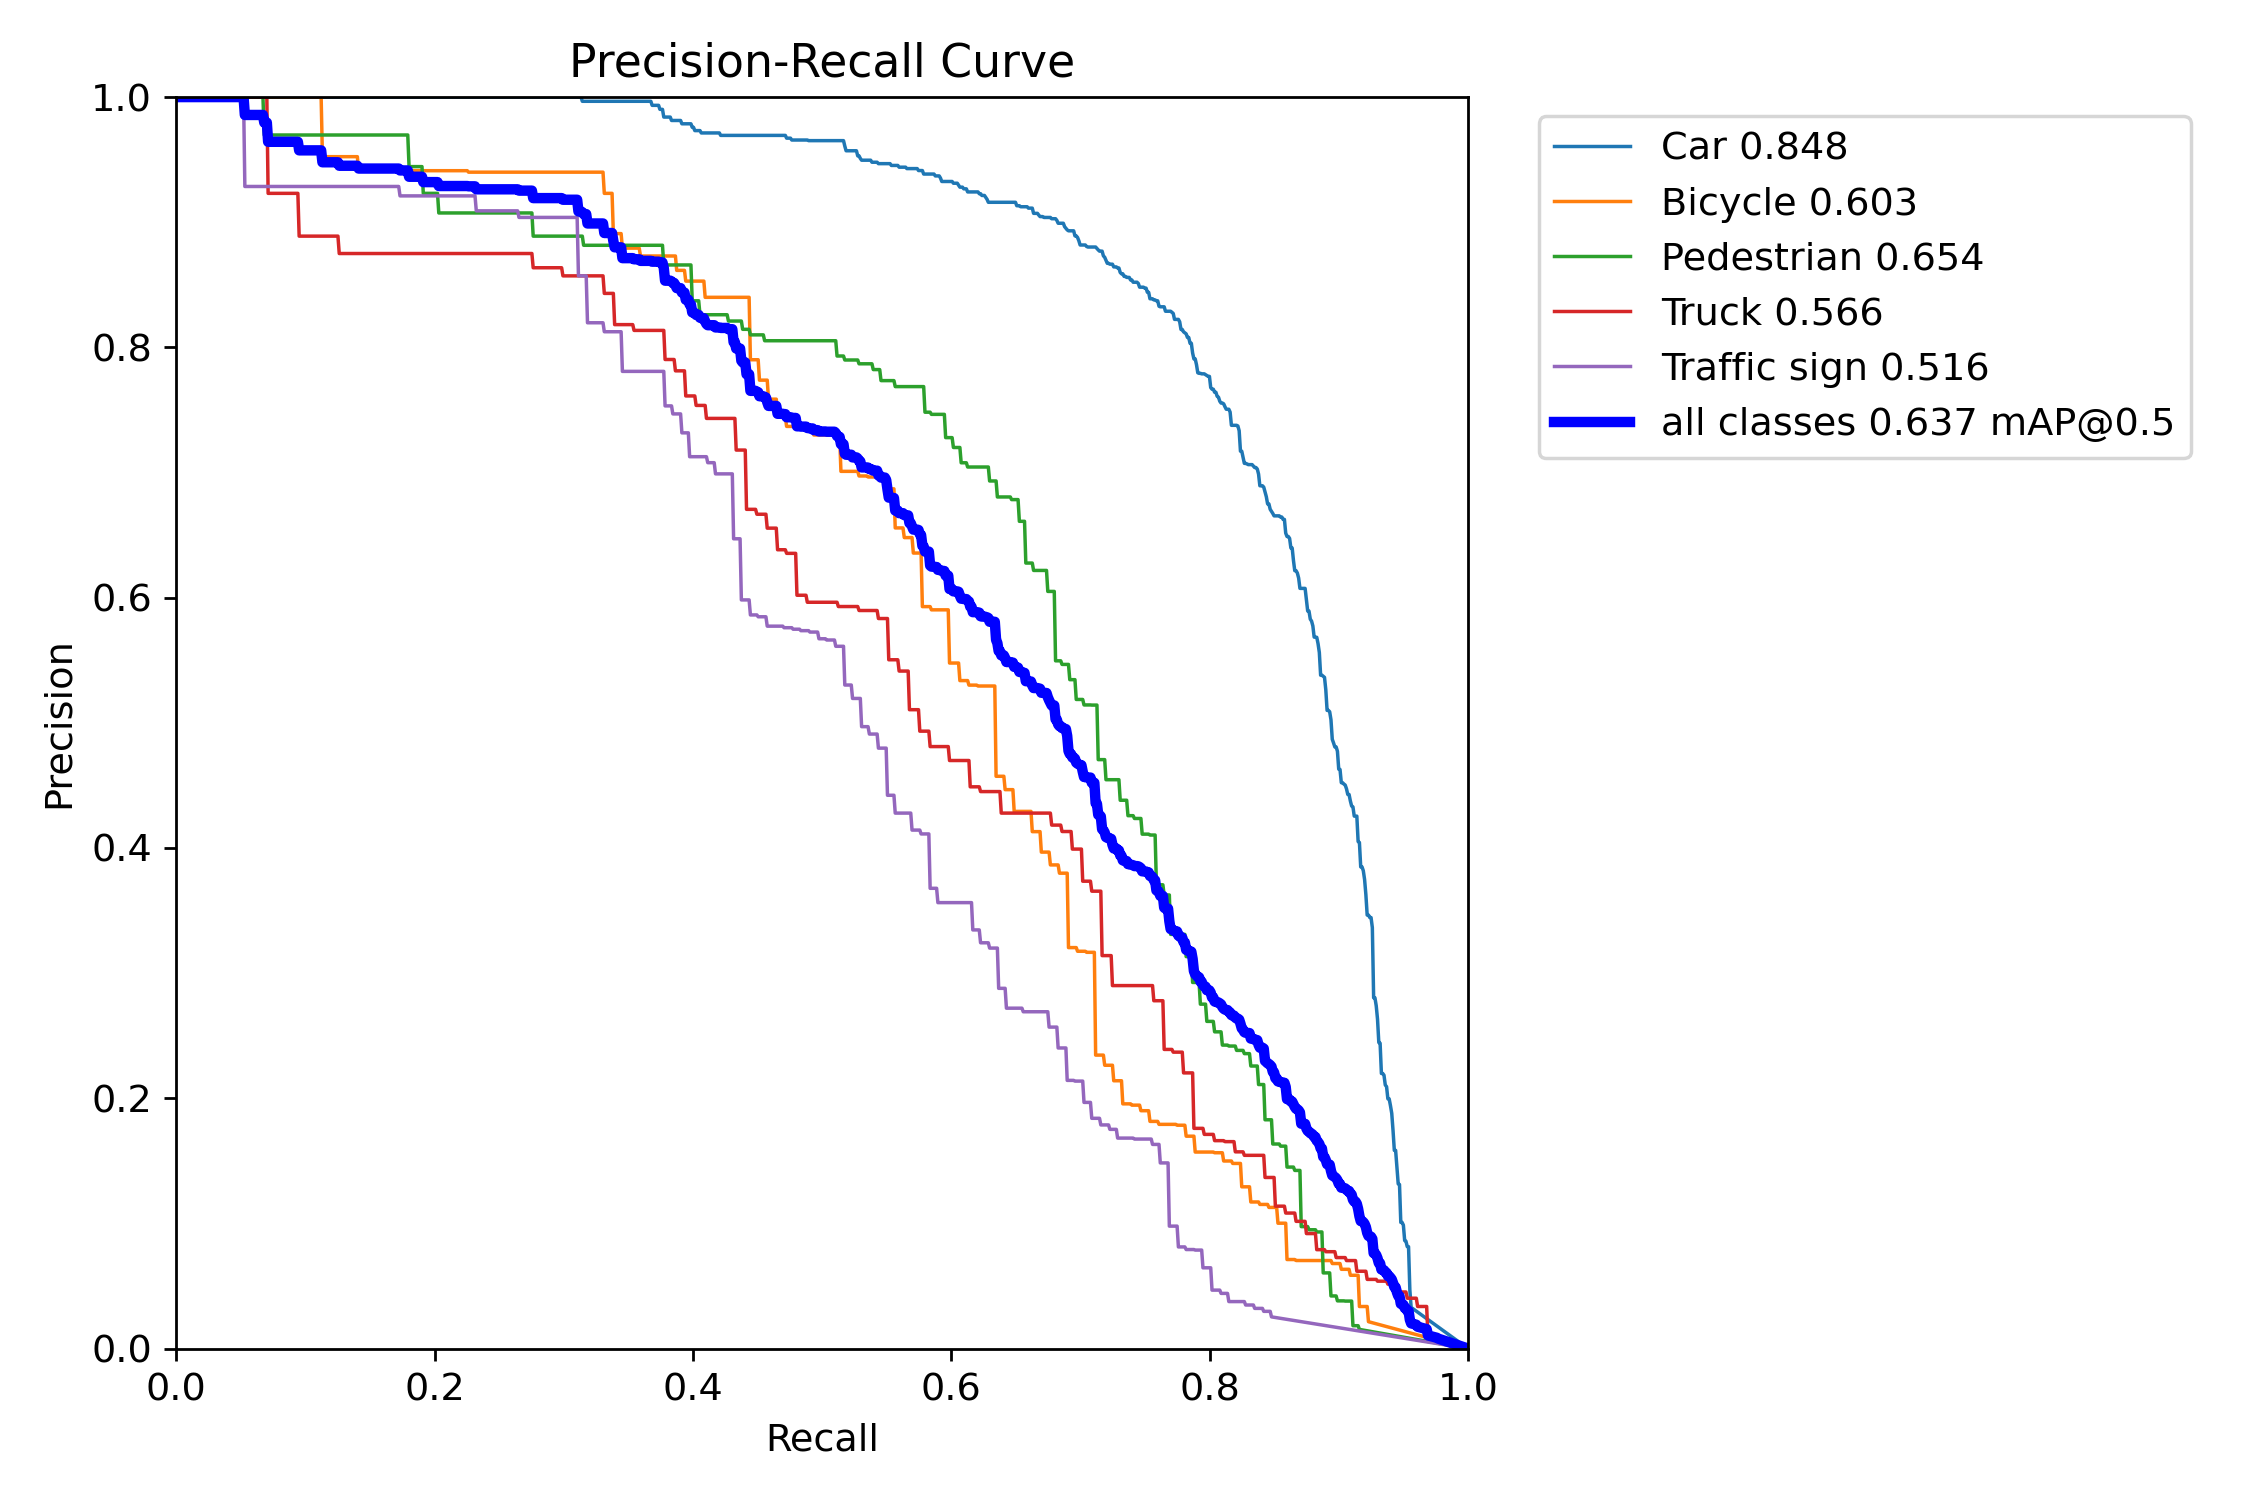 Precision-Recall Curve
1.0
0.8
0.6
0.4
0.2
0.0
Precision
0.0 0.2 0.4 0.6 0.8 1.0
Recall
Car 0.848
Bicycle 0.603
Pedestrian 0.654
Truck 0.566
Traffic sign 0.516
all classes 0.637 mAP@0.5